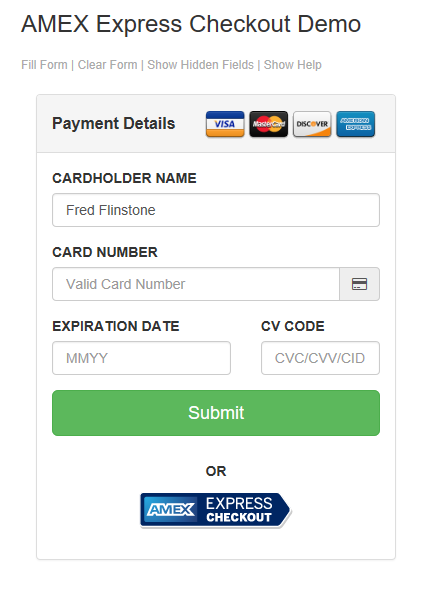 AMEX Express Checkout Demo
Fill Form | Clear Form | Show Hidden Fields | Show Help
Payment Details VISA MasterCard DISCOVER AMERICAN EXPRESS
CARDHOLDER NAME
Fred Flinstone
CARD NUMBER
Valid Card Number
EXPIRATION DATE CV CODE
MMYY CVC/CVV/CID
Submit
OR
AMEX EXPRESS CHECKOUT